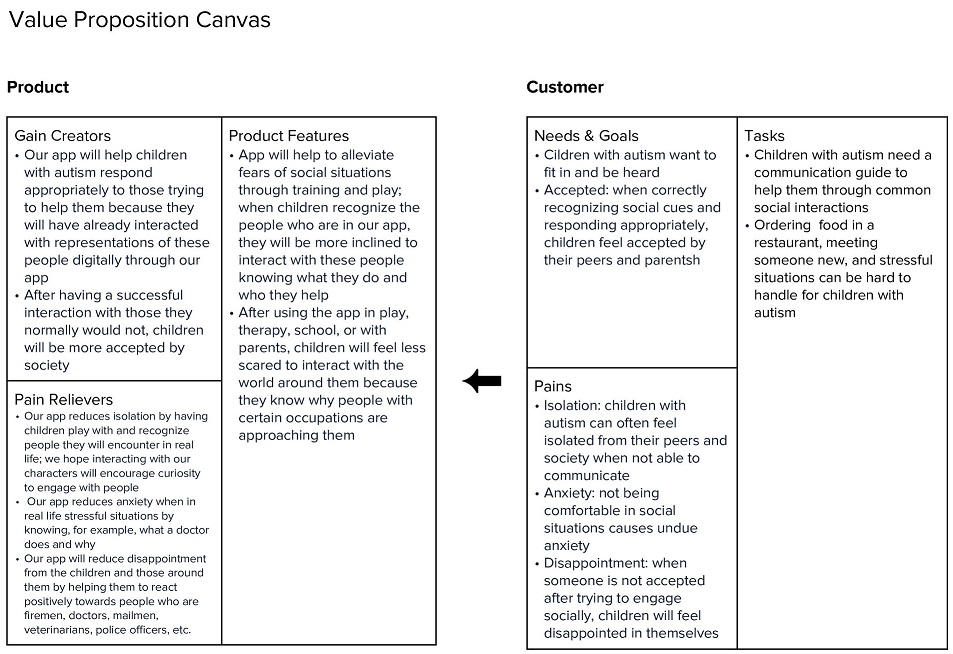 Value Proposition Canvas
Product
Gain Creators
• Our app will help children
with autism respond
appropriately to those trying
to help them because they
will have already interacted
with representations of these
people digitally through our
app
• After having a successful
interaction with those they
normally would not, children
will be more accepted by
society
Pain Relievers
• Our app reduces isolation by having
children play with and recognize
people they will encounter in real
life; we hope interacting with our
characters will encourage curiosity
to engage with people
• Our app reduces anxiety when in
real life stressful situations by
knowing, for example, what a doctor
does and why
• Our app will reduce disappointment
from the children and those around
them by helping them to react
positively towards people who are
firemen, doctors, mailmen,
veterinarians, police officers, etc.
Product Features
• App will help to alleviate
fears of social situations
through training and play;
when children recognize the
people who are in our app,
they will be more inclined to
interact with these people
knowing what they do and
who they help
• After using the app in play,
therapy, school, or with
parents, children will feel less
scared to interact with the
world around them because
they know why people with
certain occupations are
approaching them
Customer
Needs & Goals
• Cildren with autism want to
fit in and be heard
• Accepted: when correctly
recognizing social cues and
responding appropriately,
children feel accepted by
their peers and parentsh
Pains
• Isolation: children with
autism can often feel
isolated from their peers and
society when not able to
communicate
• Anxiety: not being
comfortable in social
situations causes undue
anxiety
• Disappointment: when
someone is not accepted
after trying to engage
socially, children will feel
disappointed in themselves
Tasks
• Children with autism need a
communication guide to
help them through common
social interactions
• Ordering food in a
restaurant, meeting
someone new, and stressful
situations can be hard to
handle for children with
autism